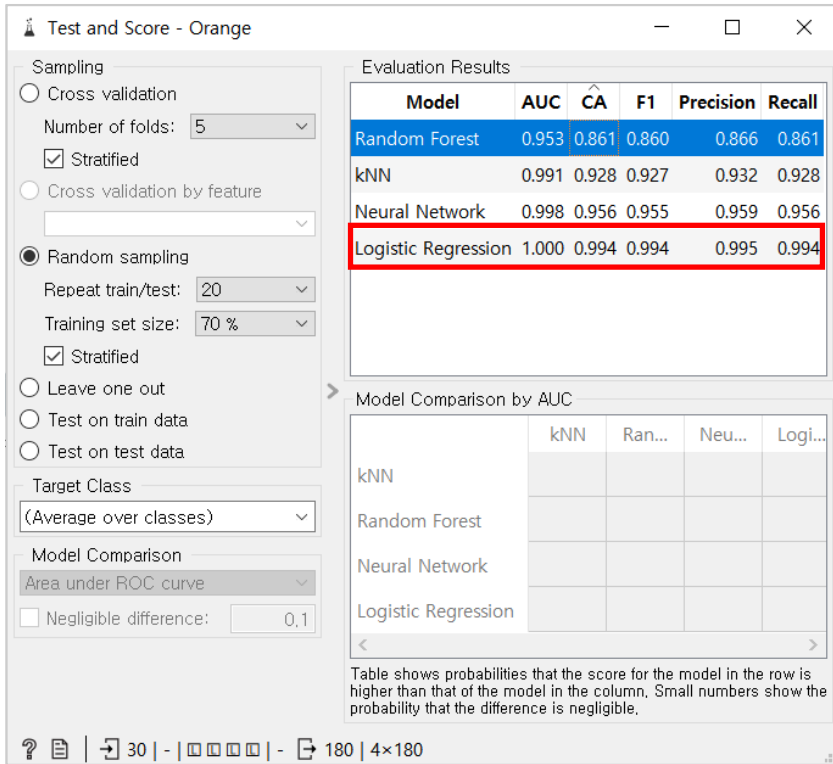 Test and Score - Orange
Sampling
Cross validation
Number of folds: 5
Stratified
Cross validation by feature
Random sampling
Repeat train/test: 20
Training set size: 70 %
Stratified
Leave one out
Test on train data
Test on test data
Target Class
(Average over classes)
Model Comparison
Area under ROC curve
Negligible difference: 0,1
Evaluation Results
Model AUC CA F1 Precision Recall
Random Forest 0.953 0.861 0.860 0.866 0.861
kNN 0.991 0.928 0.927 0.932 0.928
Neural Network 0.998 0.956 0.955 0.959 0.956
Logistic Regression 1.000 0.994 0.994 0.995 0.994
Model Comparison by AUC
kNN Ran... Neu... Logi...
kNN
Random Forest
Neural Network
Logistic Regression
Table shows probabilities that the score for the model in the row is
higher than that of the model in the column, Small numbers show the
probability that the difference is negligible,
? 30 | - | - 180 | 4×180